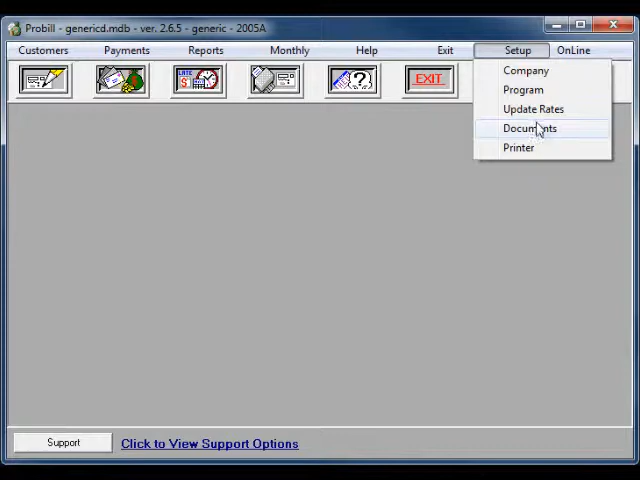 Probill - genericd.mdb - ver. 2.6.5 - generic - 2005A
Customers Payments Reports Monthly Help Exit Setup OnLine
LATE
$
?
EXIT
Company
Program
Update Rates
Documents
Printer
Support Click to View Support Options